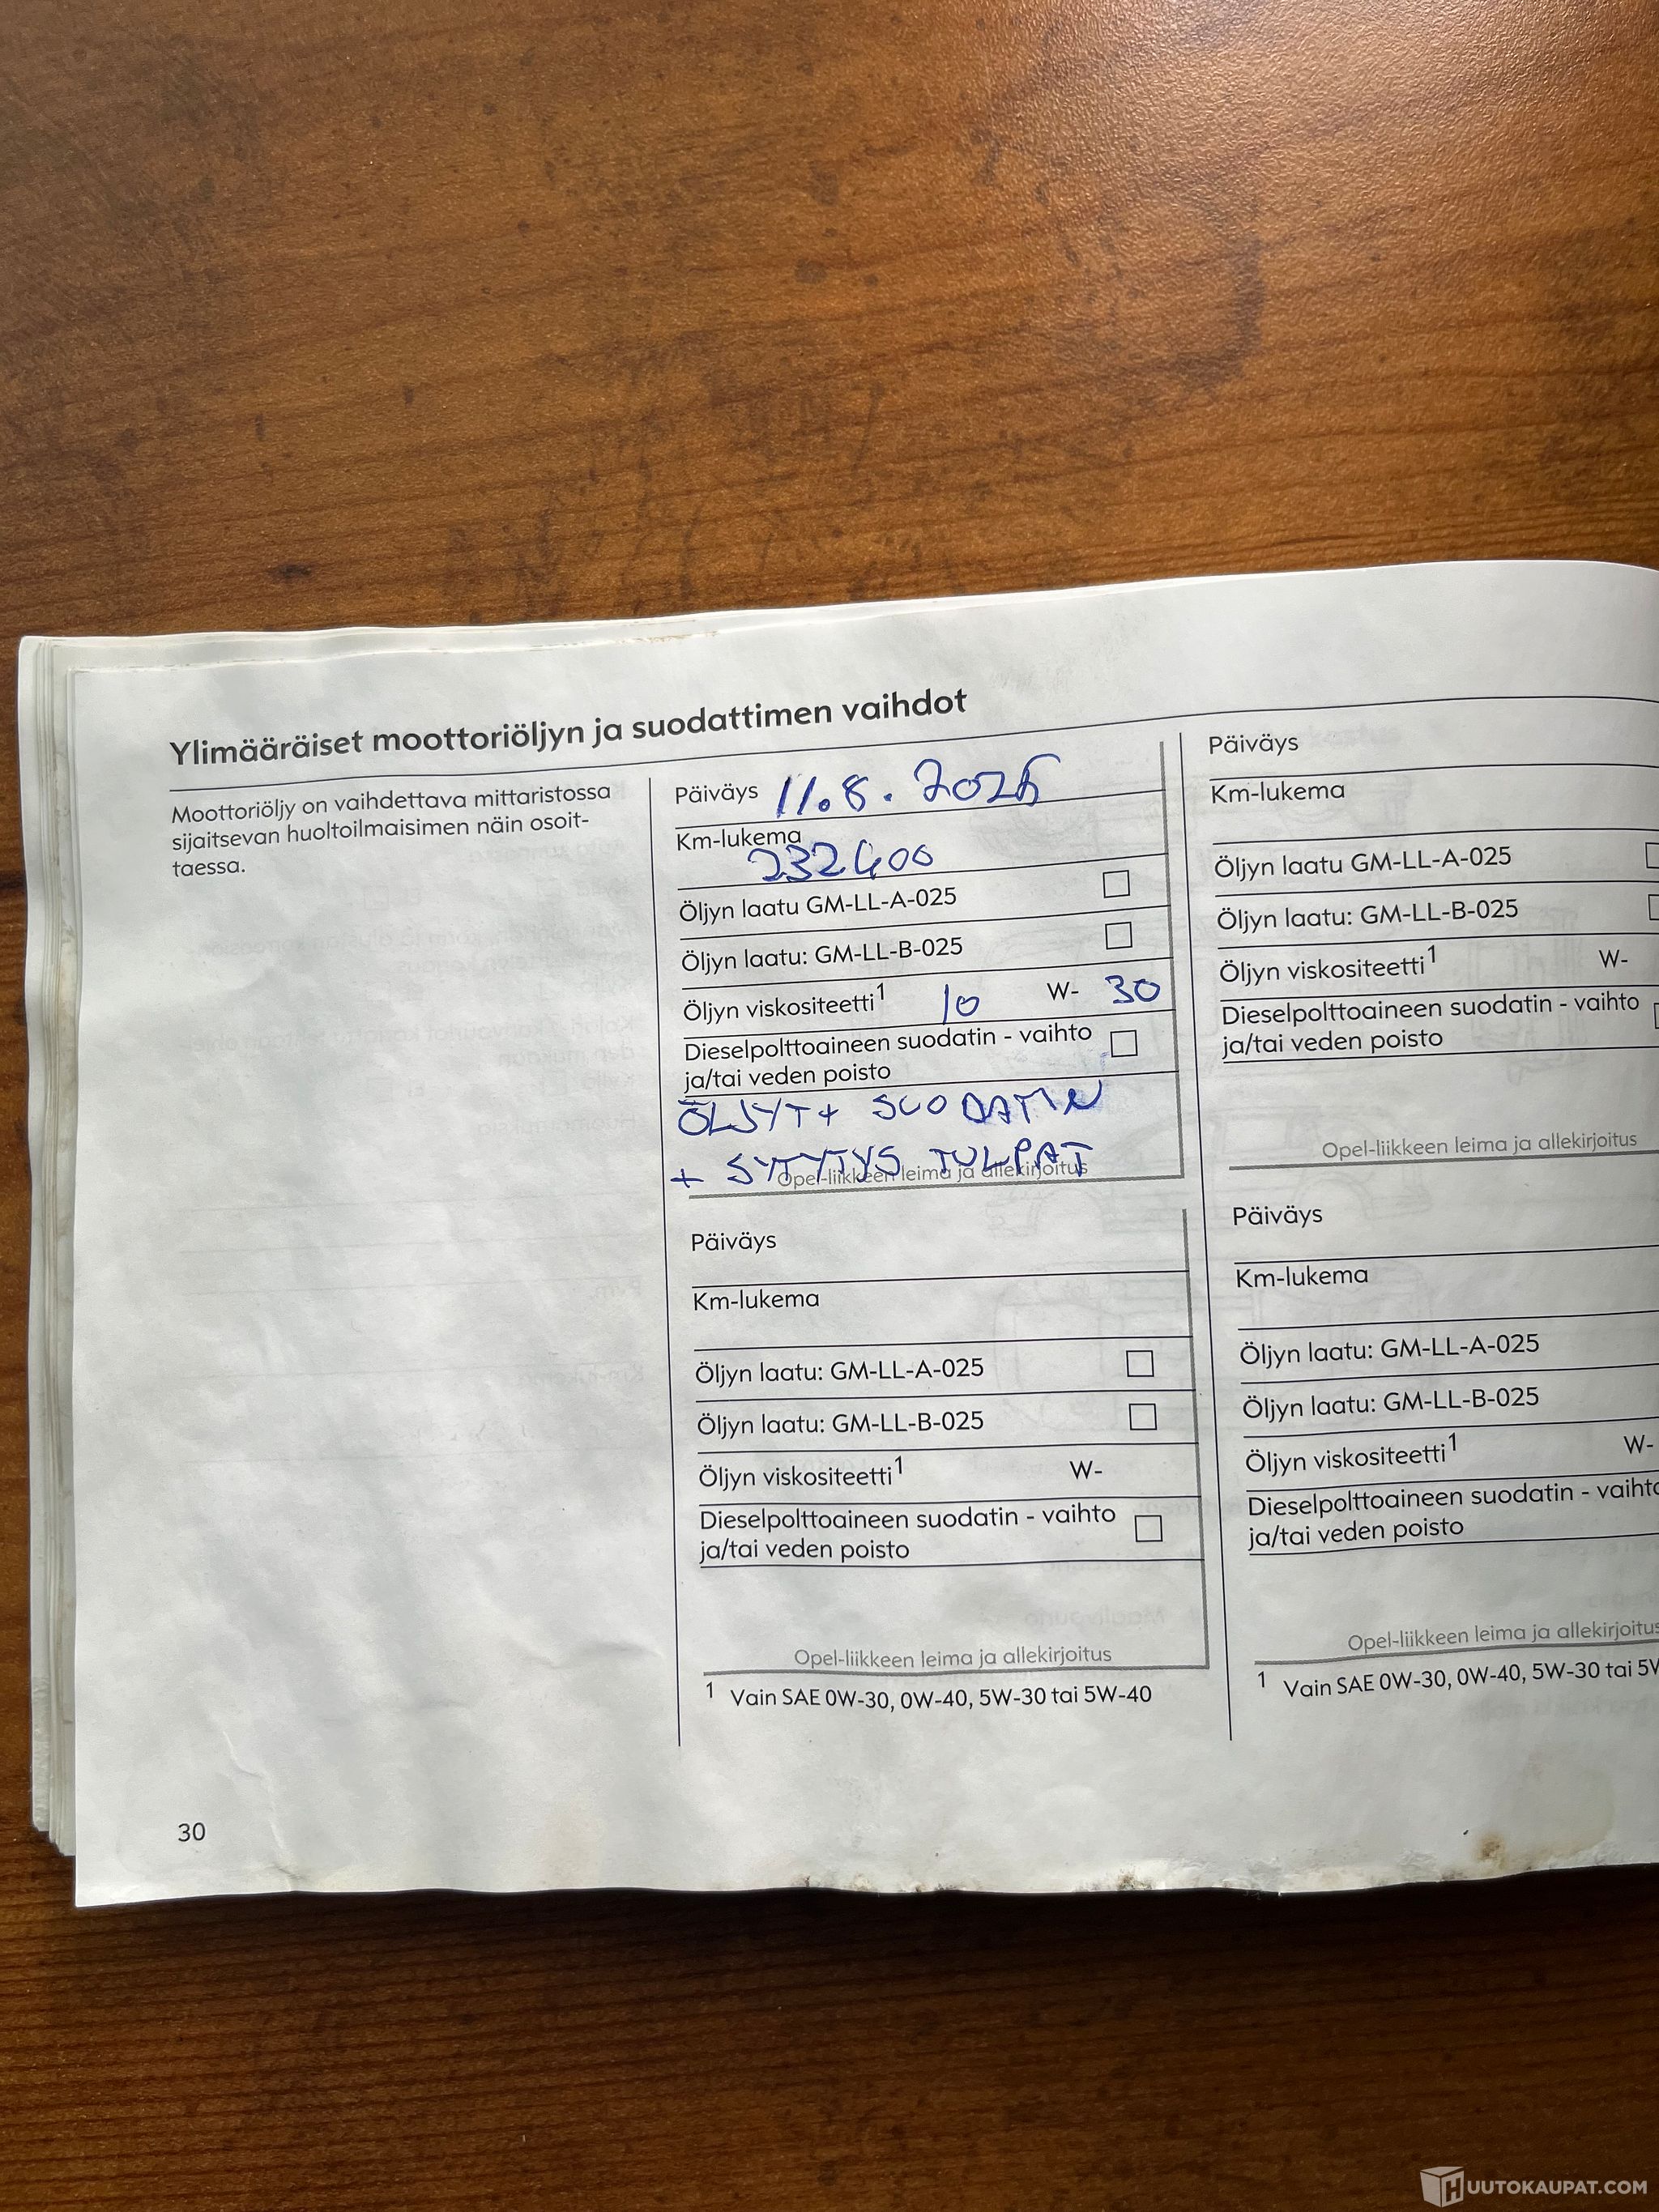 Ylimääräiset moottoriöljyn ja suodattimen vaihdot
Moottoriöljy on vaihdettava mittaristossa
sijaitsevan huoltoilmaisimen näin osoit-
taessa.
Päiväys 11.8.2025
Km-lukema
232400
Öljyn laatu GM-LL-A-025
Öljyn laatu: GM-LL-B-025
Öljyn viskositeetti1 10 W- 30
Dieselpolttoaineen suodatin - vaihto
ja/tai veden poisto
ÖLJYT + SUODATIN
+ SYTYTYS TULPAT
Opel-liikkeen leima ja allekirjoitus
Päiväys
Km-lukema
Öljyn laatu: GM-LL-A-025
Öljyn laatu: GM-LL-B-025
Öljyn viskositeetti1 W-
Dieselpolttoaineen suodatin - vaihto
ja/tai veden poisto
Opel-liikkeen leima ja allekirjoitus
1 Vain SAE 0W-30, 0W-40, 5W-30 tai 5W-40
Päiväys
Km-lukema
Öljyn laatu GM-LL-A-025
Öljyn laatu: GM-LL-B-025
Öljyn viskositeetti1 W-
Dieselpolttoaineen suodatin - vaihto
ja/tai veden poisto
Opel-liikkeen leima ja allekirjoitus
Päiväys
Km-lukema
Öljyn laatu: GM-LL-A-025
Öljyn laatu: GM-LL-B-025
Öljyn viskositeetti1 W-
Dieselpolttoaineen suodatin - vaihto
ja/tai veden poisto
Opel-liikkeen leima ja allekirjoitus
1 Vain SAE 0W-30, 0W-40, 5W-30 tai 5W
30
HUUTOKAUPAT.COM